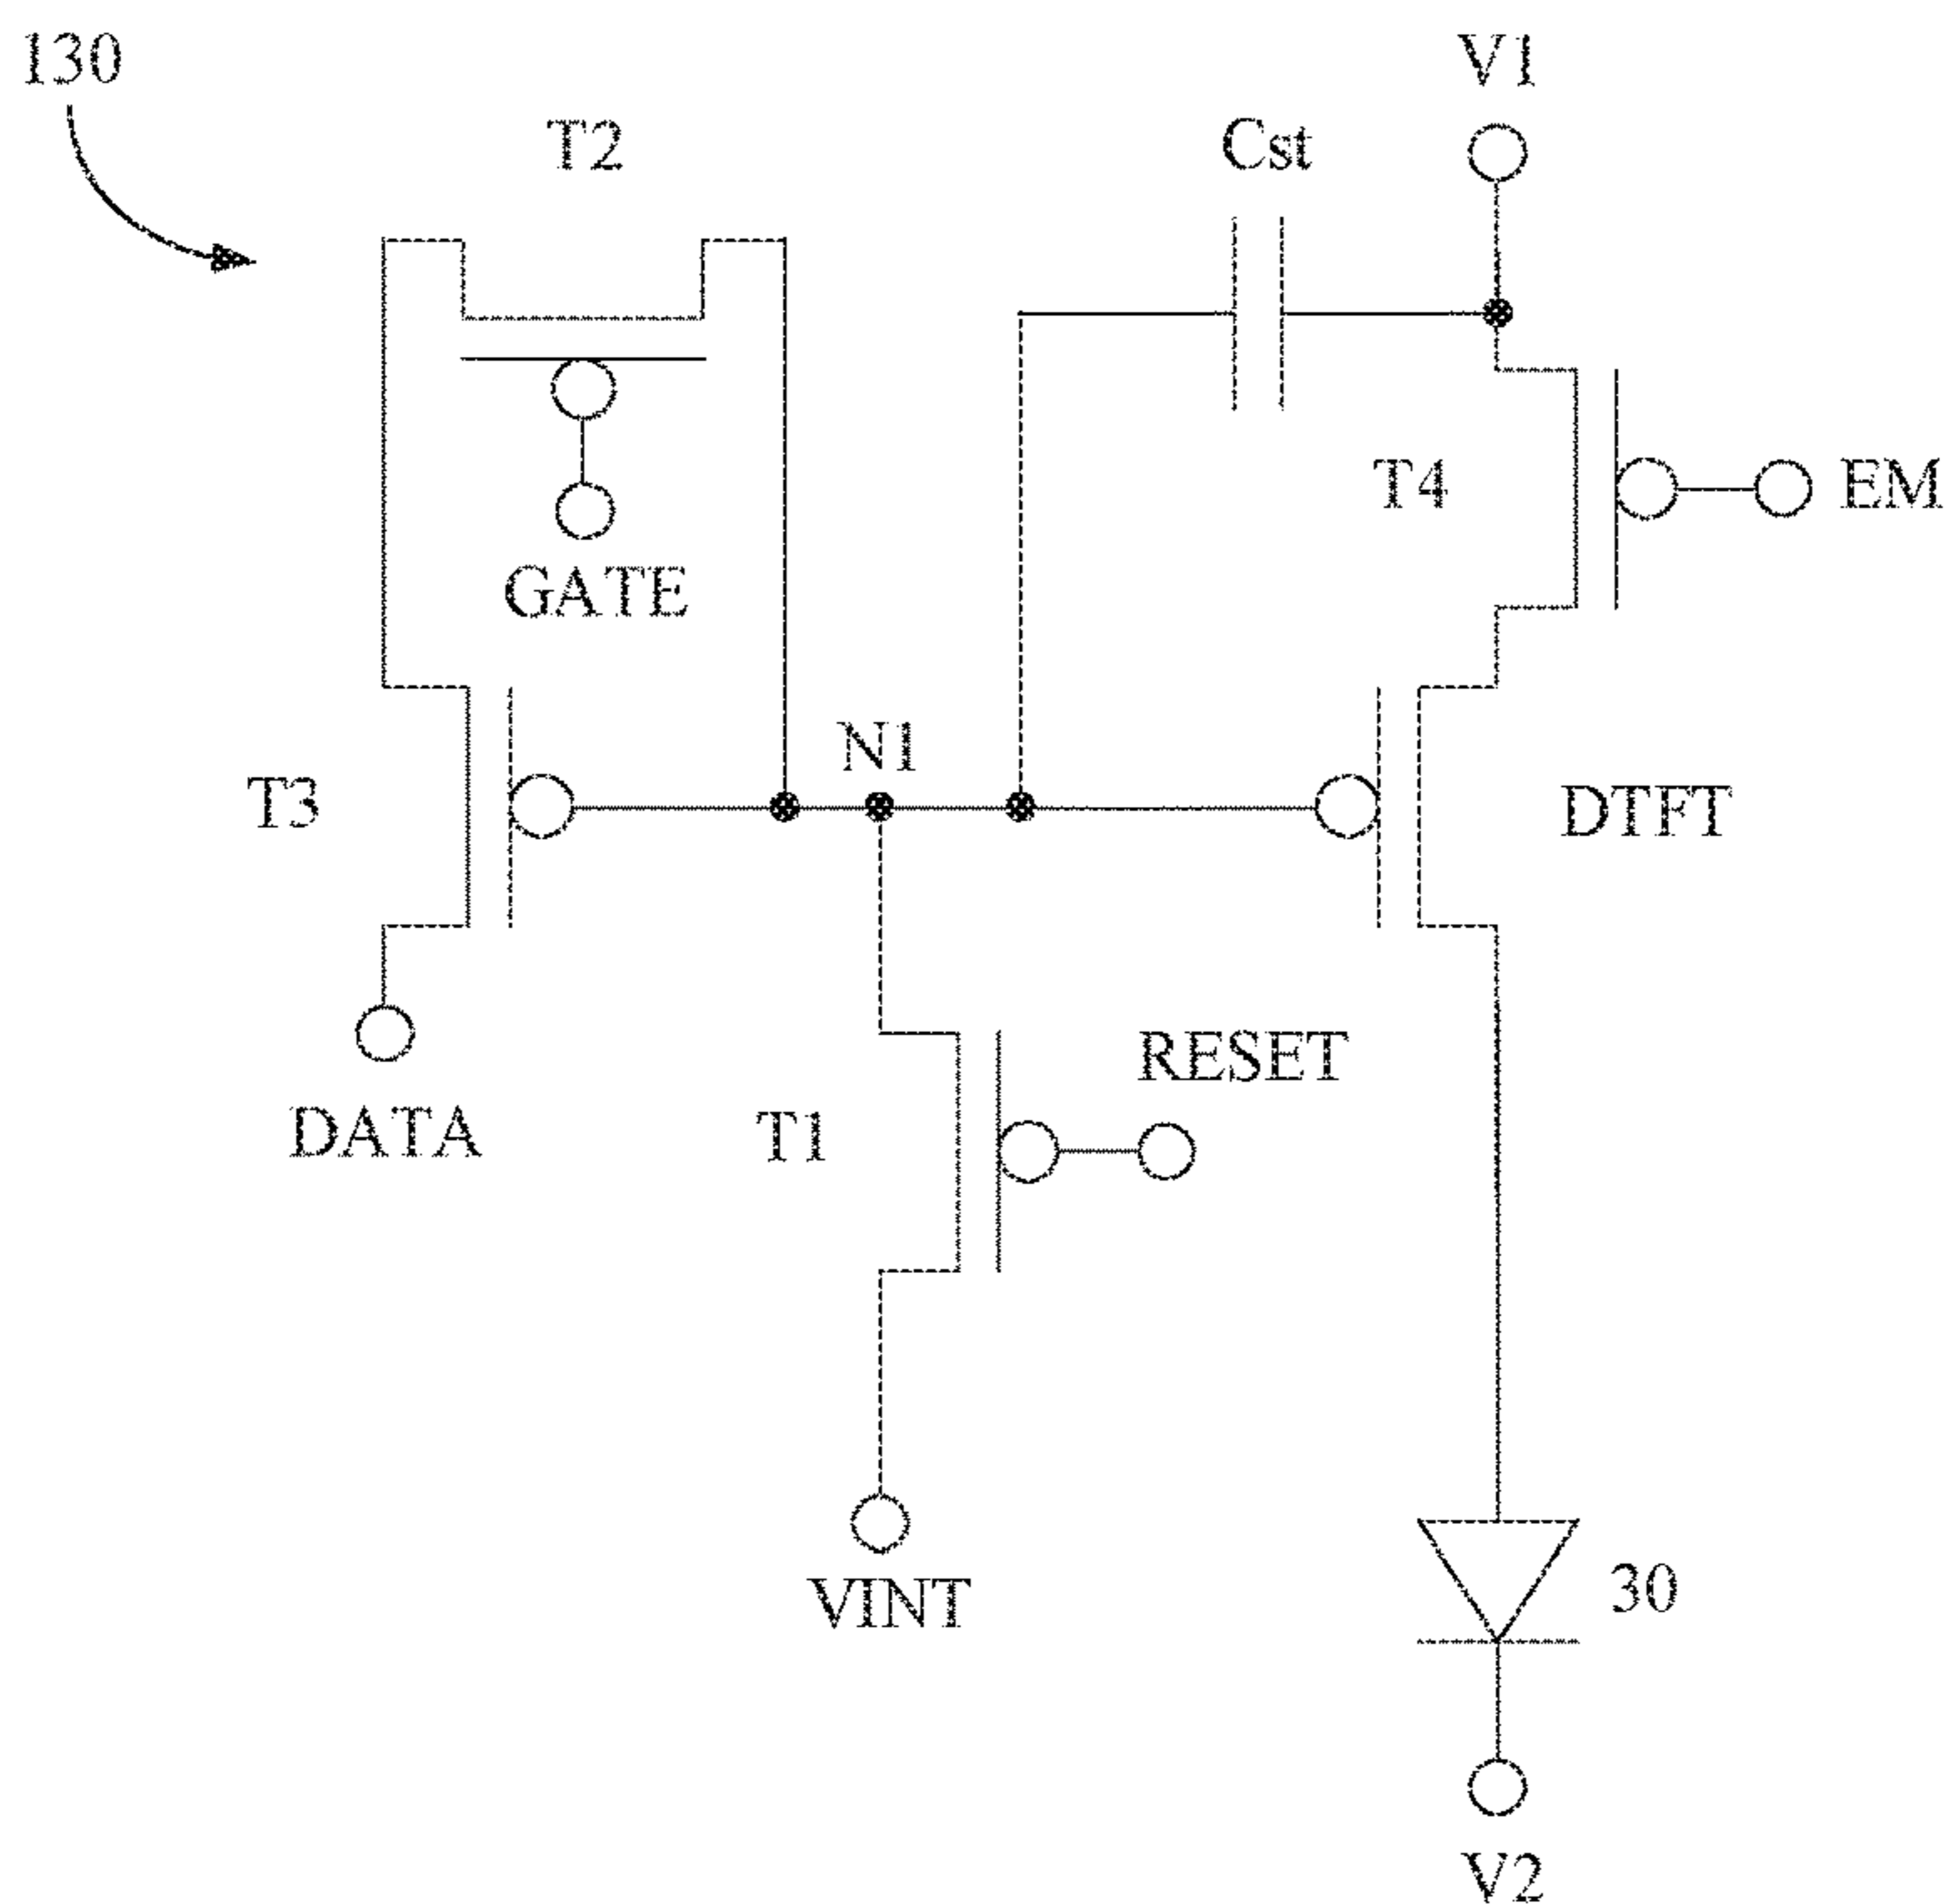 130
V1
T2
Cst
T4
EM
GATE
N1
T3
DTFT
RESET
DATA
T1
VINT
30
V2